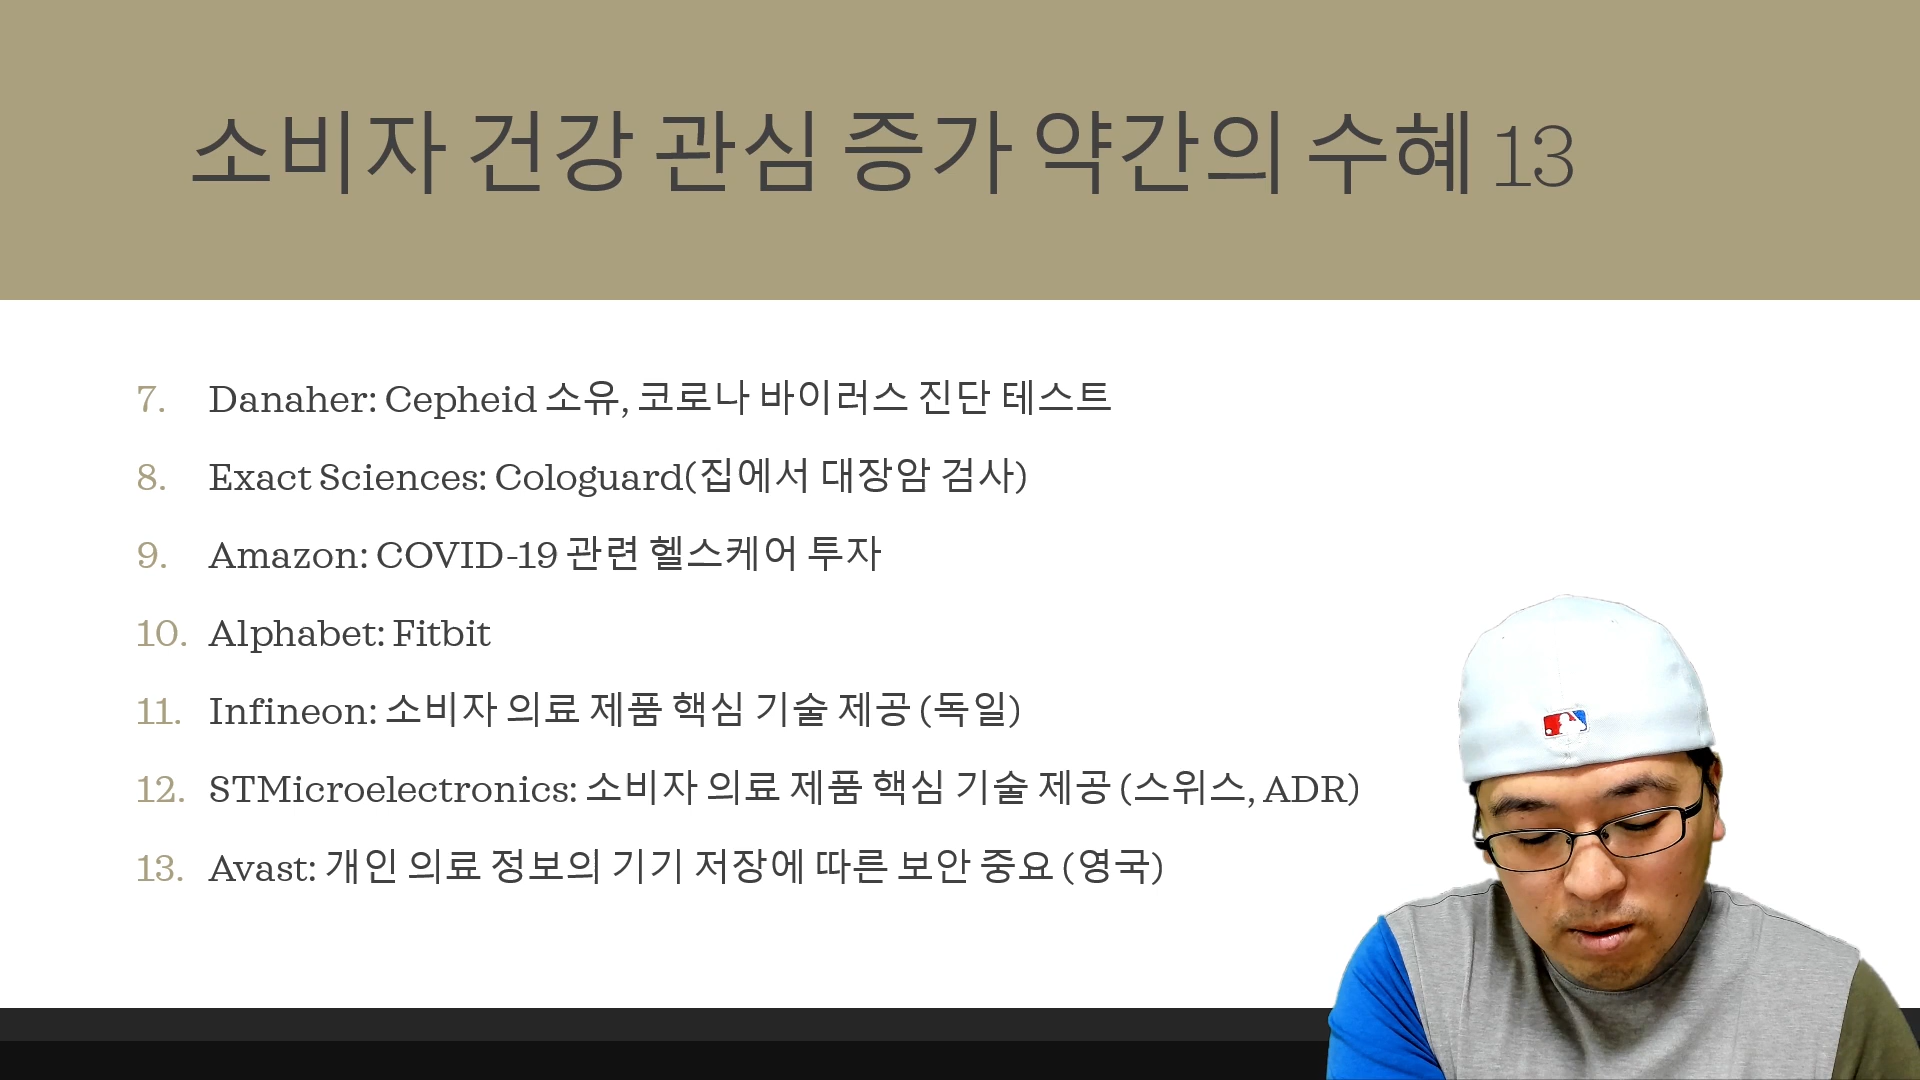 소비자 건강 관심 증가 약간의 수혜 13
7. Danaher: Cepheid 소유, 코로나 바이러스 진단 테스트
8. Exact Sciences: Cologuard(집에서 대장암 검사)
9. Amazon: COVID-19 관련 헬스케어 투자
10. Alphabet: Fitbit
11. Infineon: 소비자 의료 제품 핵심 기술 제공 (독일)
12. STMicroelectronics: 소비자 의료 제품 핵심 기술 제공 (스위스, ADR)
13. Avast: 개인 의료 정보의 기기 저장에 따른 보안 중요 (영국)